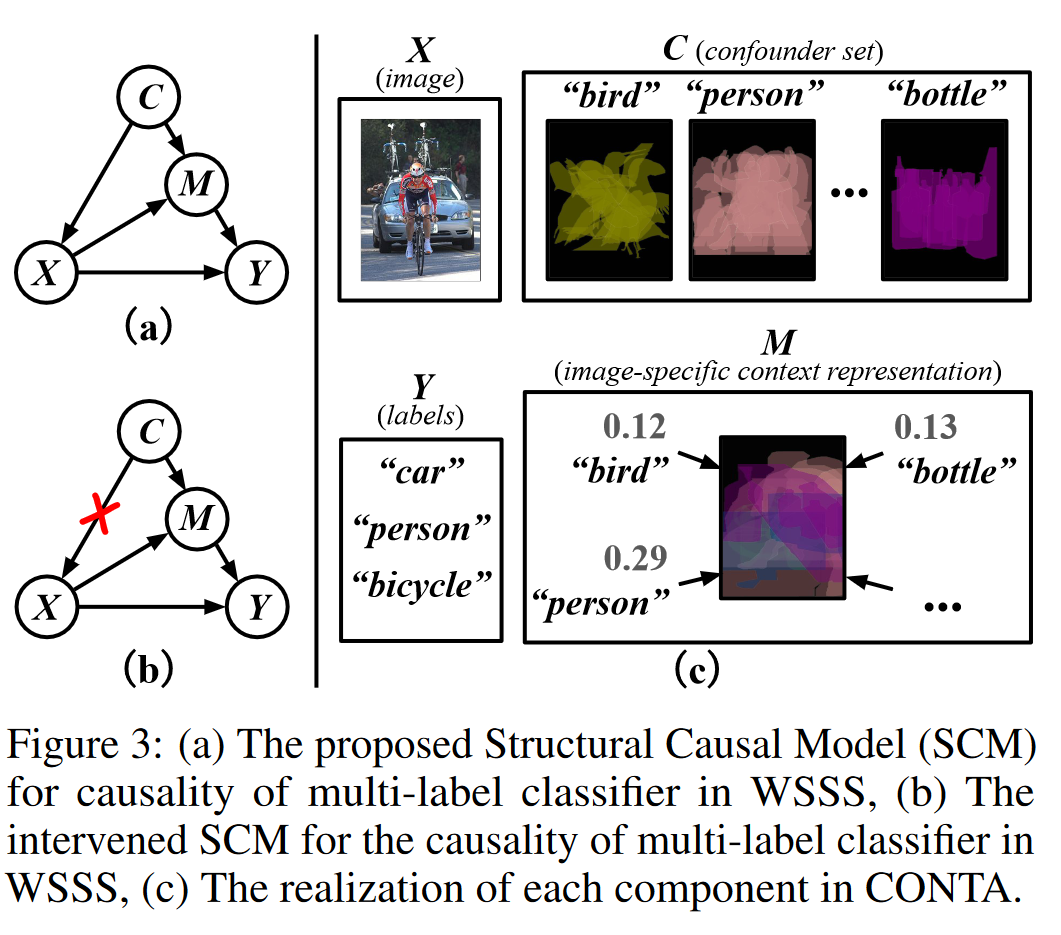 C
M
X
Y
(a)
C
M
X
Y
(b)
X
(image)
C (confounder set)
“bird” “person” “bottle”
...
Y
(labels)
“car”
“person”
“bicycle”
M
(image-specific context representation)
0.12
“bird”
0.13
“bottle”
0.29
“person”
...
(c)
Figure 3: (a) The proposed Structural Causal Model (SCM)
for causality of multi-label classifier in WSSS, (b) The
intervened SCM for the causality of multi-label classifier in
WSSS, (c) The realization of each component in CONTA.